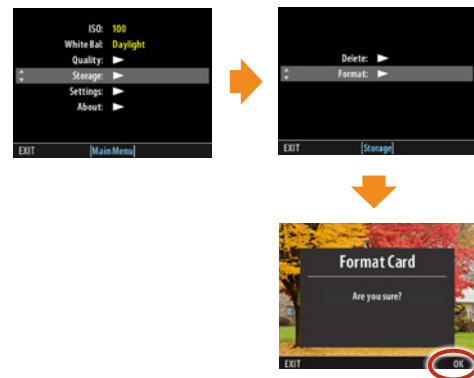 ISO: 100
White Bal: Daylight
Quality:
Storage:
Settings:
About:
EXIT |Main Menu|
Delete:
Format:
EXIT |Storage|
Format Card
Are you sure?
EXIT OK